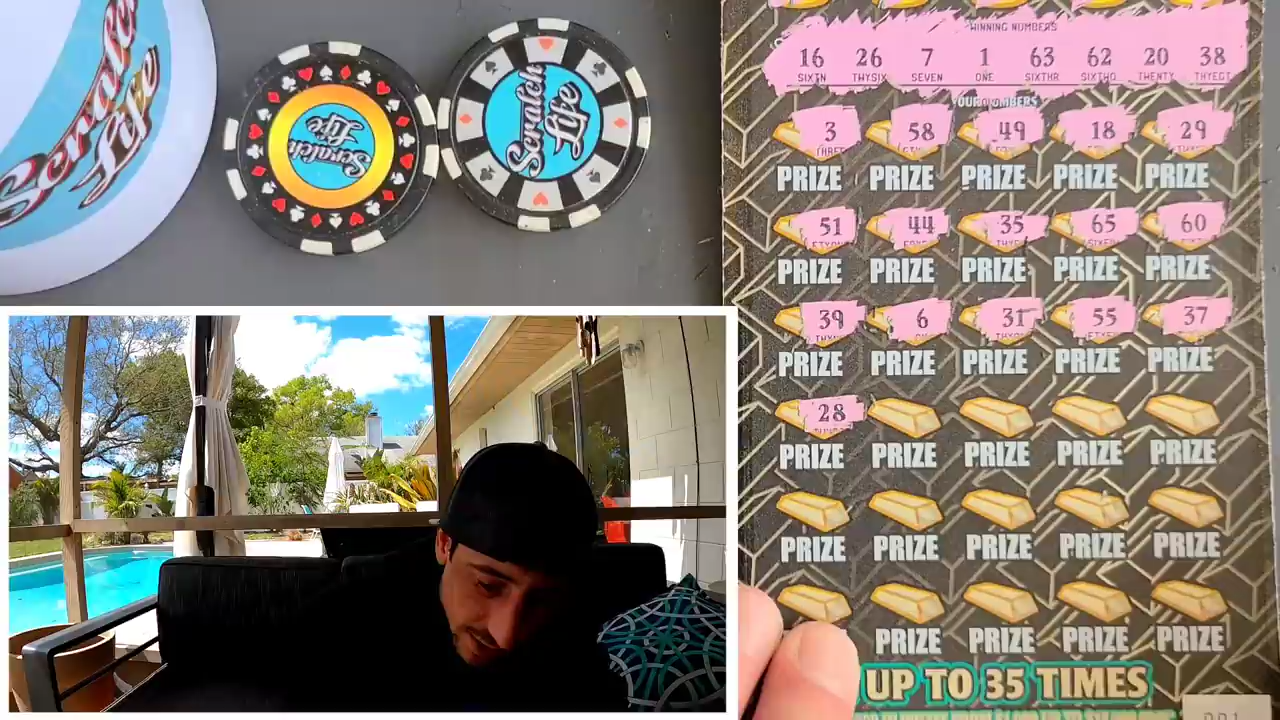 Scratch Life
Scratch Life
Scratch Life
WINNING NUMBERS
16 26 7 1 63 62 20 38
SIXTN THYSIX SEVEN ONE SIXTHR SIXTHO THENTY THYEGT
YOUR NUMBERS
3 58 49 18 29
PRIZE PRIZE PRIZE PRIZE PRIZE
51 44 35 65 60
PRIZE PRIZE PRIZE PRIZE PRIZE
39 6 31 55 37
PRIZE PRIZE PRIZE PRIZE PRIZE
28
PRIZE PRIZE PRIZE PRIZE PRIZE
PRIZE PRIZE PRIZE PRIZE PRIZE
PRIZE PRIZE PRIZE PRIZE
UP TO 35 TIMES